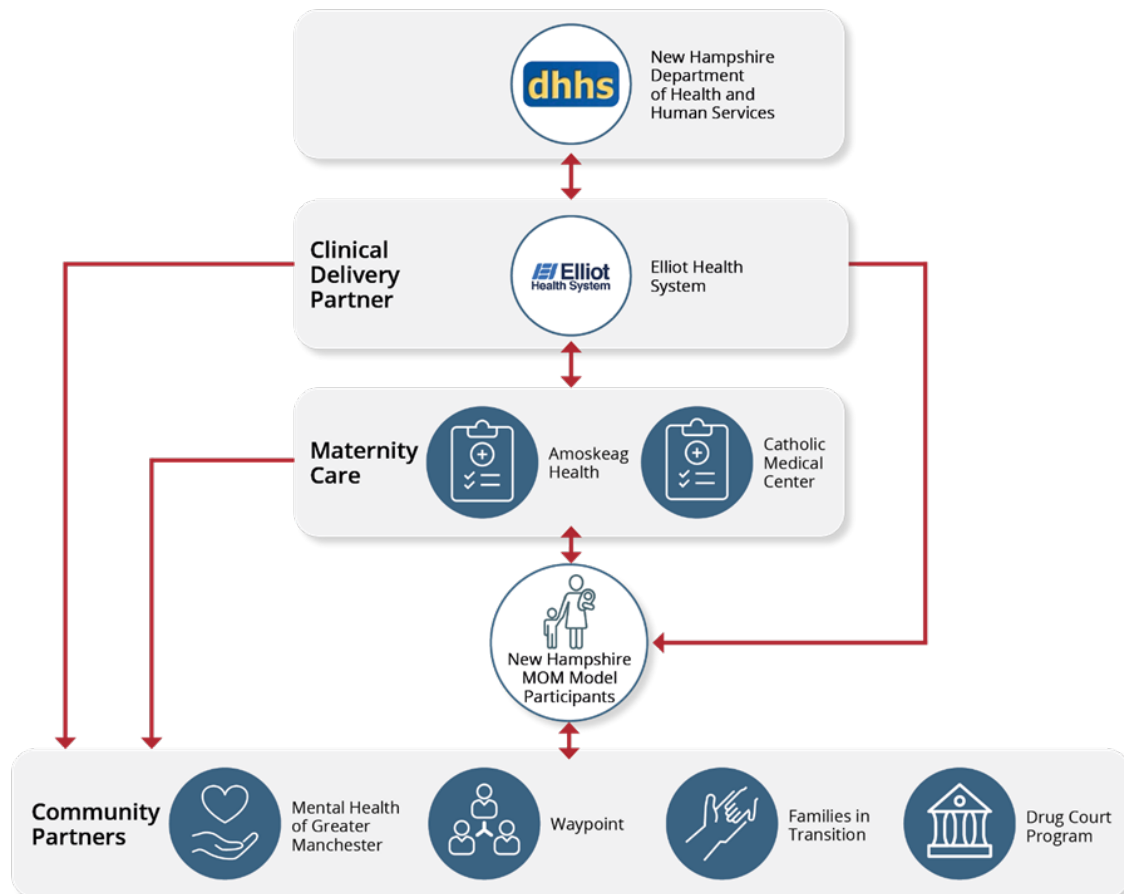 dhhs
New Hampshire
Department
of Health and
Human Services
Clinical
Delivery
Partner
Elliot
Health System
Elliot Health
System
Maternity
Care
Amoskeag
Health
Catholic
Medical
Center
New Hampshire
MOM Model
Participants
Community
Partners
Mental Health
of Greater
Manchester
Waypoint
Families in
Transition
Drug Court
Program